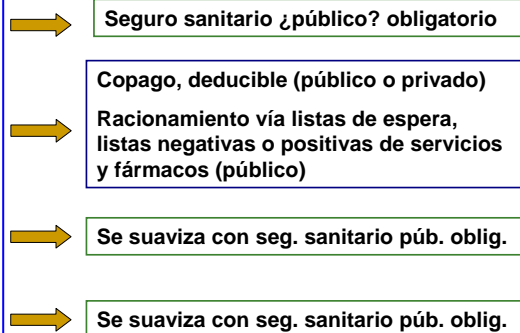 Seguro sanitario ¿público? obligatorio
Copago, deducible (público o privado)
Racionamiento vía listas de espera,
listas negativas o positivas de servicios
y fármacos (público)
Se suaviza con seg. sanitario púb. oblig.
Se suaviza con seg. sanitario púb. oblig.